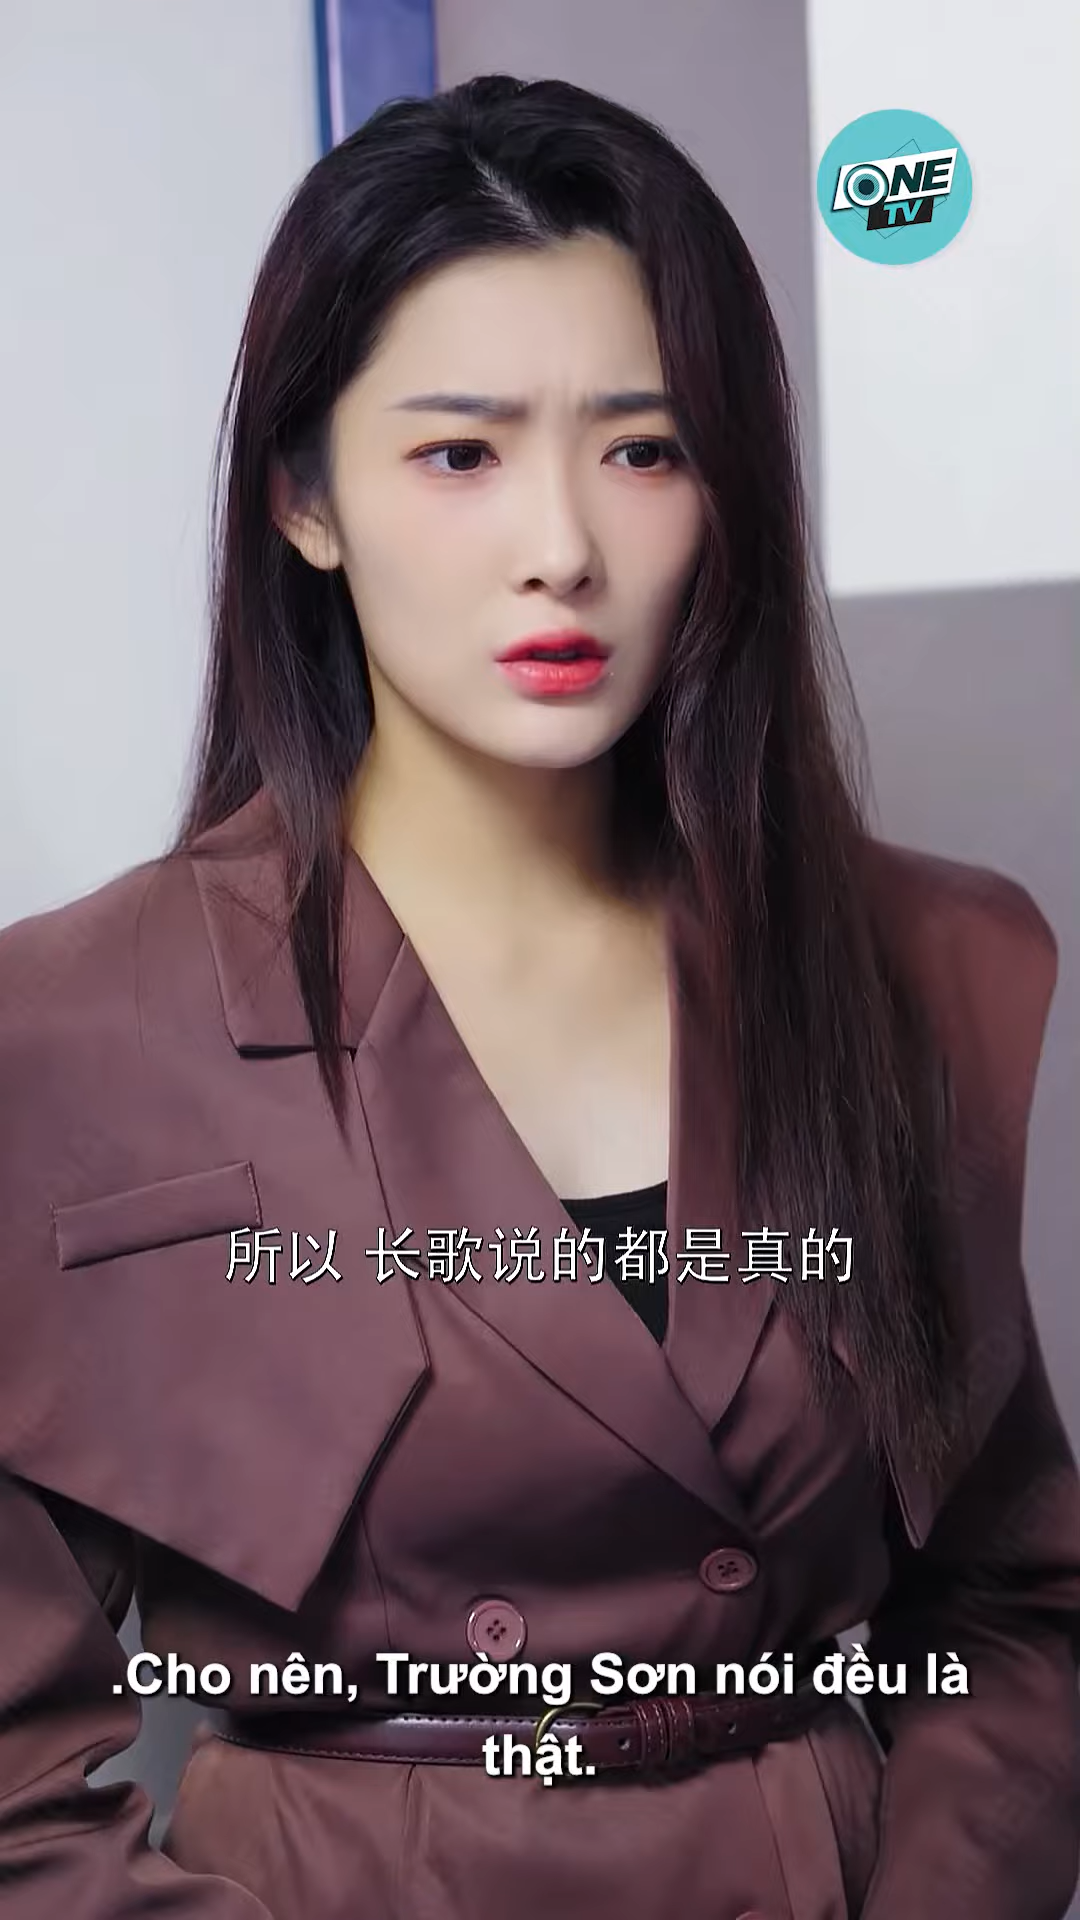 ONE
TV
所以 长歌说的都是真的
.Cho nên, Trường Sơn nói đều là
thật.